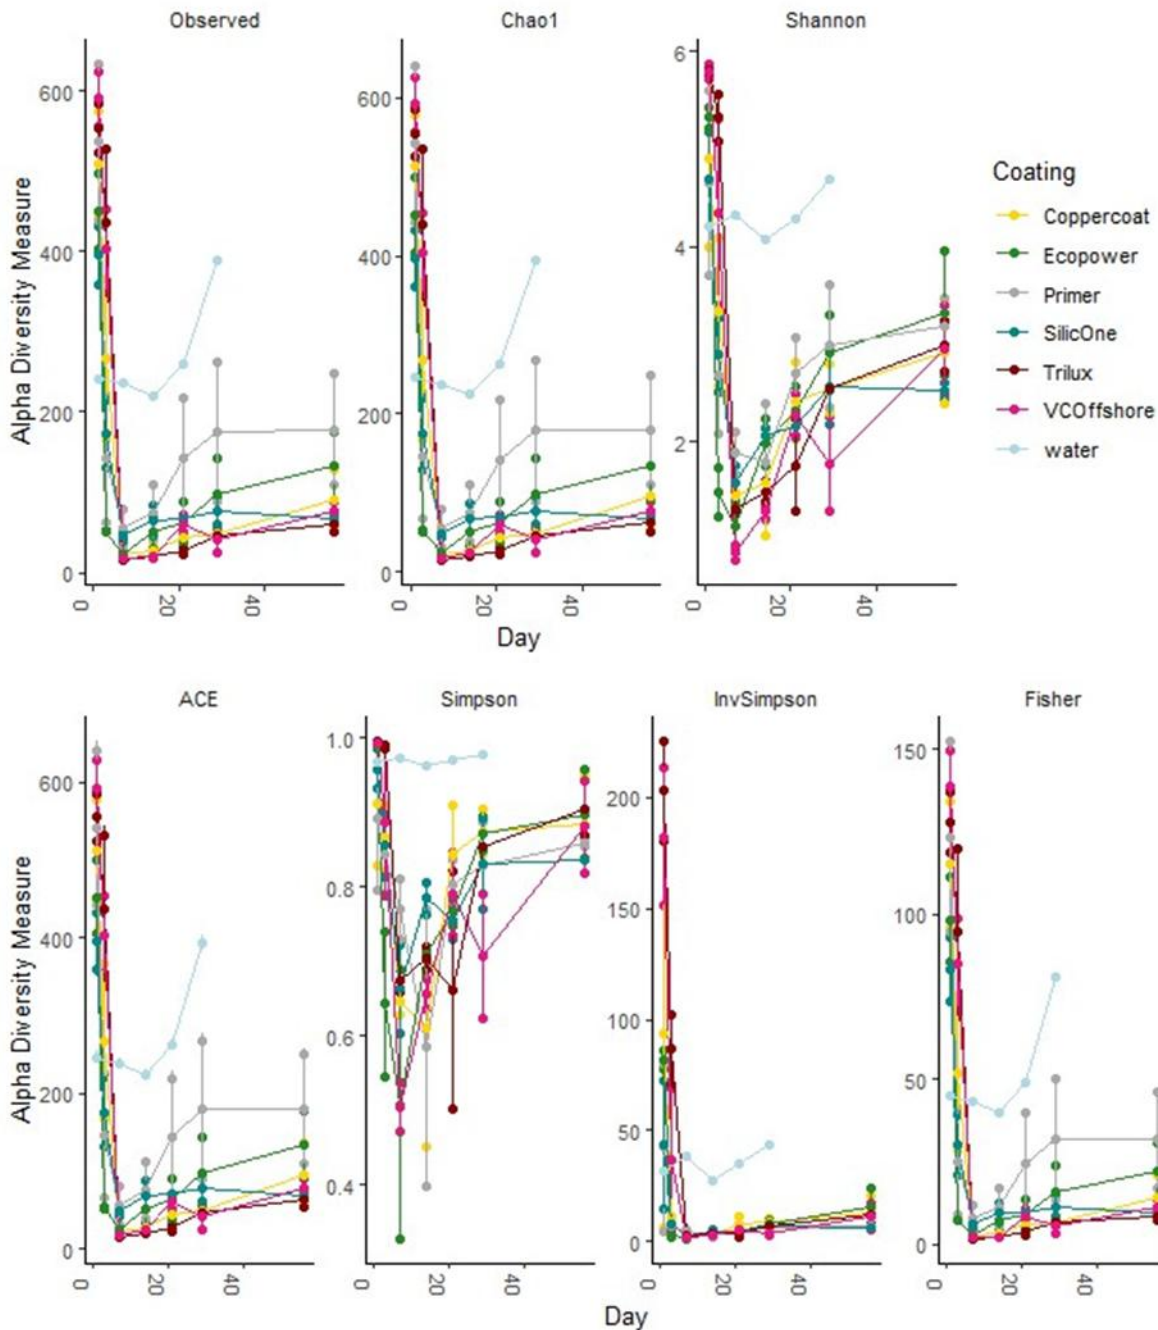 Observed Chao1 Shannon
Alpha Diversity Measure
600
400
200
0
0 20 40
600
400
200
0
0 20 40
6
4
2
0 20 40
Day
Coating
Coppercoat
Ecopower
Primer
SilicOne
Trilux
VCOffshore
water
ACE Simpson InvSimpson Fisher
Alpha Diversity Measure
600
400
200
0
0 20 40
1.0
0.8
0.6
0.4
0 20 40
200
150
100
50
0
0 20 40
150
100
50
0
0 20 40
Day